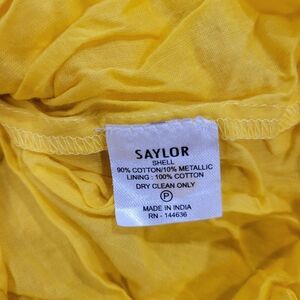 SAYLOR
SHELL
90% COTTON/10% METALLIC
LINING : 100% COTTON
DRY CLEAN ONLY
P
MADE IN INDIA
RN - 144636